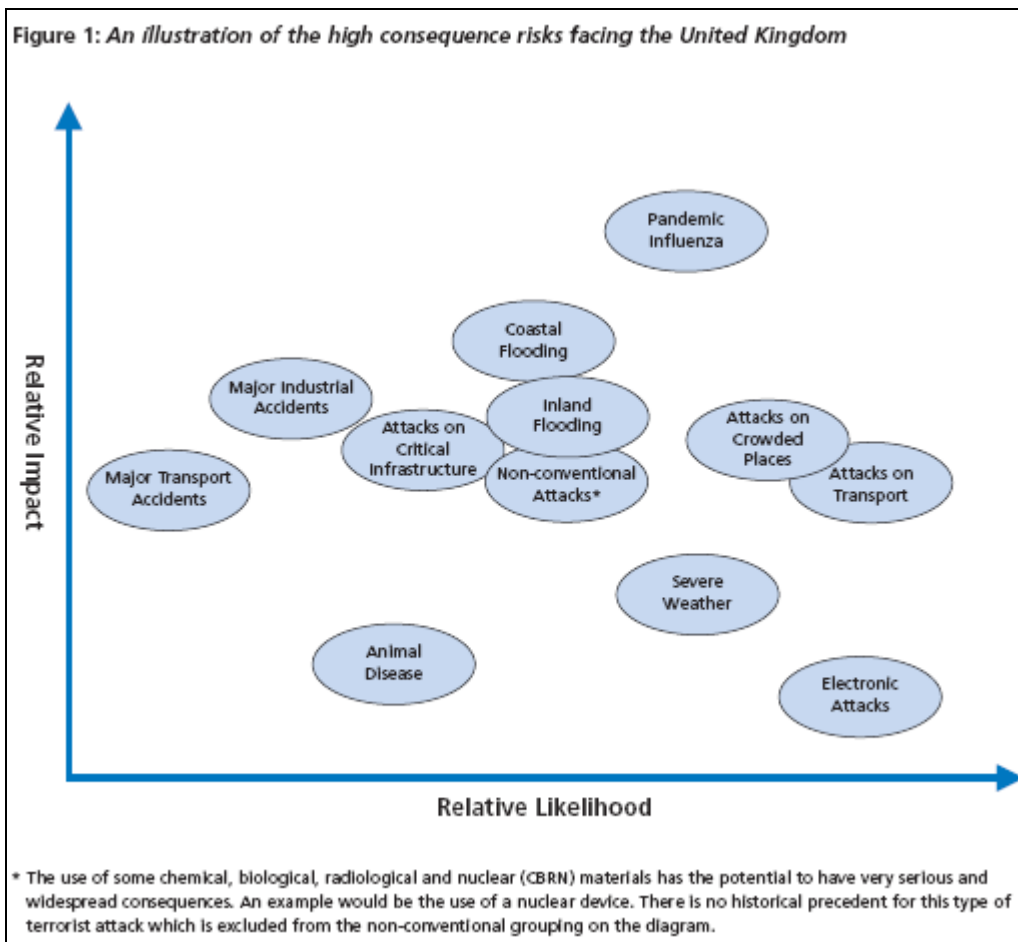 Figure 1: An illustration of the high consequence risks facing the United Kingdom
Pandemic
Influenza
Coastal
Flooding
Major Industrial
Accidents
Inland
Flooding
Attacks on
Critical
Infrastructure
Attacks on
Crowded
Places
Major Transport
Accidents
Non-conventional
Attacks*
Attacks on
Transport
Severe
Weather
Animal
Disease
Electronic
Attacks
Relative Impact
Relative Likelihood
* The use of some chemical, biological, radiological and nuclear (CBRN) materials has the potential to have very serious and
widespread consequences. An example would be the use of a nuclear device. There is no historical precedent for this type of
terrorist attack which is excluded from the non-conventional grouping on the diagram.